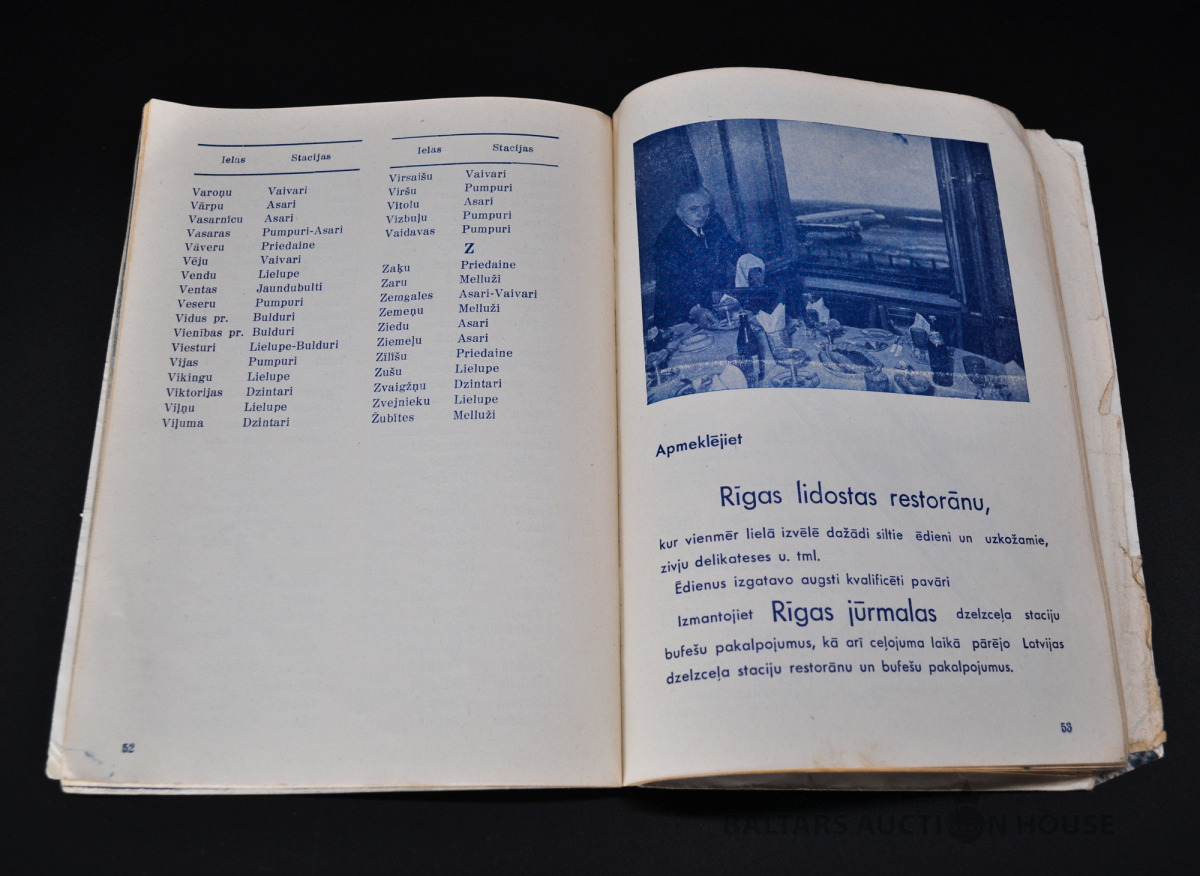 Ielas Stacijas
Varoņu Vaivari
Vārpu Asari
Vasarnīcu Asari
Vasaras Pumpuri-Asari
Vāveru Priedaine
Vēju Vaivari
Vendu Lielupe
Ventas Jaundubulti
Veseru Pumpuri
Vidus pr. Bulduri
Vienības pr. Bulduri
Viesturi Lielupe-Bulduri
Vijas Pumpuri
Vikingu Lielupe
Viktorijas Dzintari
Viļņu Lielupe
Viļuma Dzintari
Ielas Stacijas
Virsaišu Vaivari
Viršu Pumpuri
Vītolu Asari
Vizbuļu Pumpuri
Vaidavas Pumpuri
Z
Zaķu Priedaine
Zaru Melluži
Zemgales Asari-Vaivari
Zemeņu Melluži
Ziedu Asari
Ziemeļu Asari
Zīlīšu Priedaine
Zušu Lielupe
Zvaigžņu Dzintari
Zvejnieku Lielupe
Žubītes Melluži
52
Apmeklējiet
Rīgas lidostas restorānu,
kur vienmēr lielā izvēlē dažādi siltie ēdieni un uzkožamie,
zivju delikateses u. tml.
Ēdienus izgatavo augsti kvalificēti pavāri
Izmantojiet Rīgas jūrmalas dzelzceļa staciju
bufešu pakalpojumus, kā arī ceļojuma laikā pārējo Latvijas
dzelzceļa staciju restorānu un bufešu pakalpojumus.
53
BALTARS AUCTION HOUSE